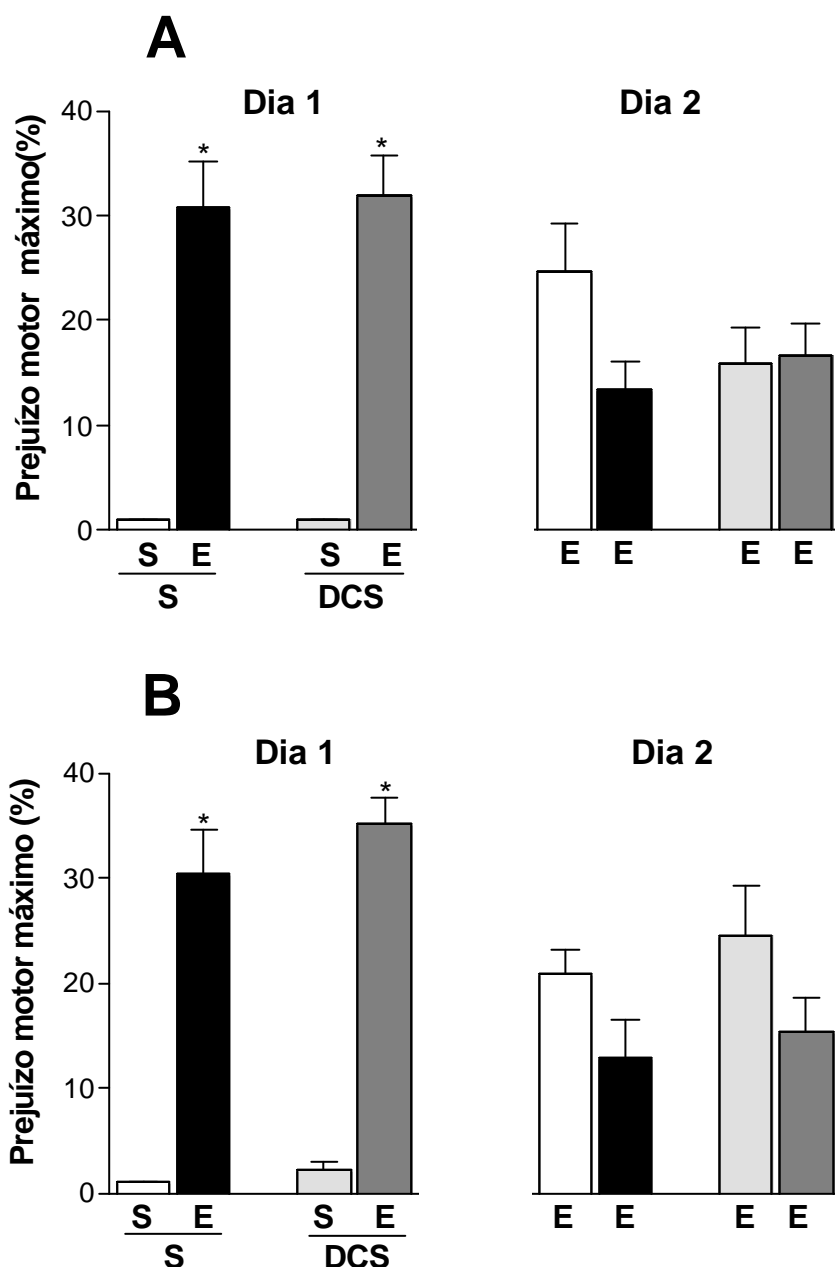 A
Dia 1
Dia 2
Prejuízo motor máximo(%)
40
30
20
10
0
*
*
S E S E
S DCS
E E E E
B
Dia 1
Dia 2
Prejuízo motor máximo (%)
40
30
20
10
0
*
*
S E S E
S DCS
E E E E